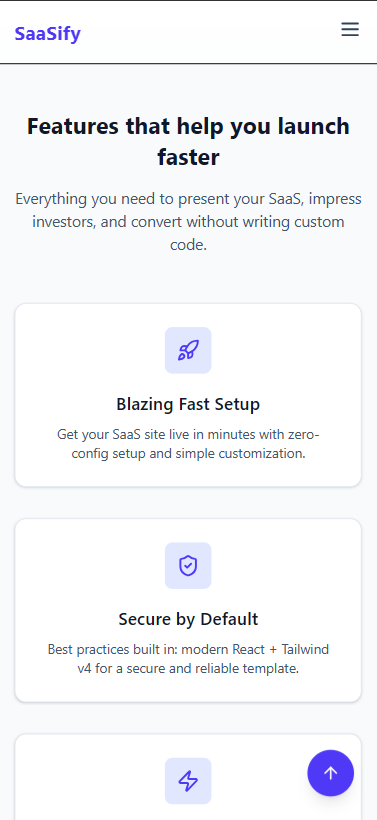 SaaSify
Features that help you launch
faster
Everything you need to present your SaaS, impress
investors, and convert without writing custom
code.
Blazing Fast Setup
Get your SaaS site live in minutes with zero-
config setup and simple customization.
Secure by Default
Best practices built in: modern React + Tailwind
v4 for a secure and reliable template.